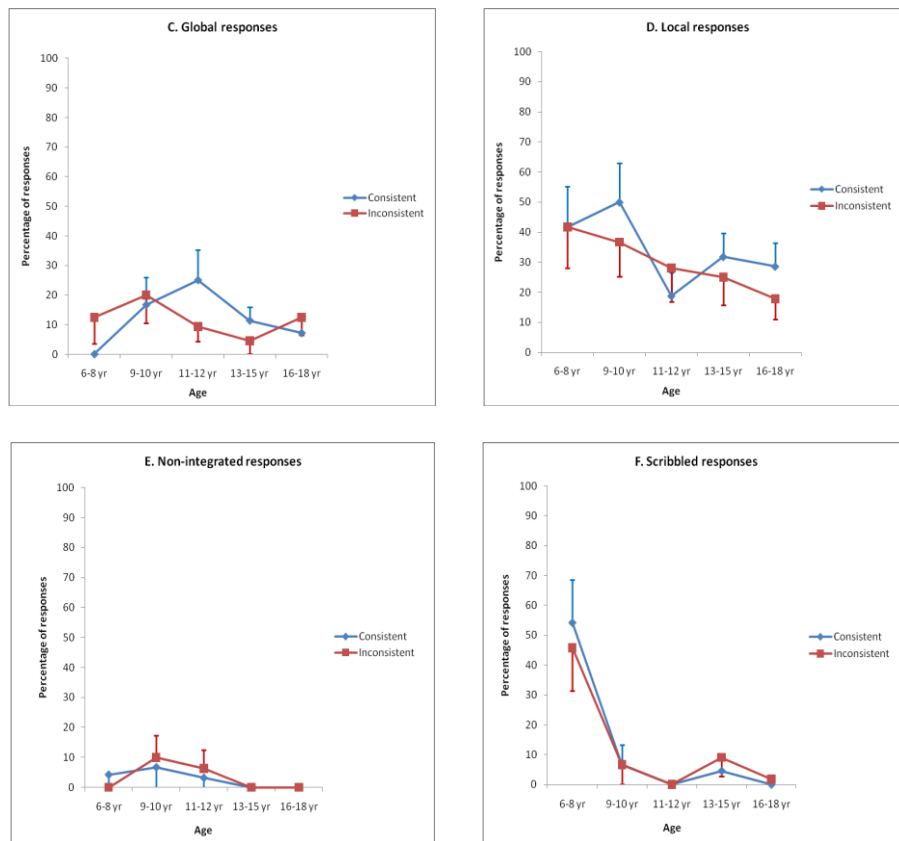 C. Global responses
Percentage of responses
100
90
80
70
60
50
40
30
20
10
0
6-8 yr 9-10 yr 11-12 yr 13-15 yr 16-18 yr
Age
Consistent
Inconsistent
D. Local responses
Percentage of responses
100
90
80
70
60
50
40
30
20
10
0
6-8 yr 9-10 yr 11-12 yr 13-15 yr 16-18 yr
Age
Consistent
Inconsistent
E. Non-integrated responses
Percentage of responses
100
90
80
70
60
50
40
30
20
10
0
6-8 yr 9-10 yr 11-12 yr 13-15 yr 16-18 yr
Age
Consistent
Inconsistent
F. Scribbled responses
Percentage of responses
100
90
80
70
60
50
40
30
20
10
0
6-8 yr 9-10 yr 11-12 yr 13-15 yr 16-18 yr
Age
Consistent
Inconsistent